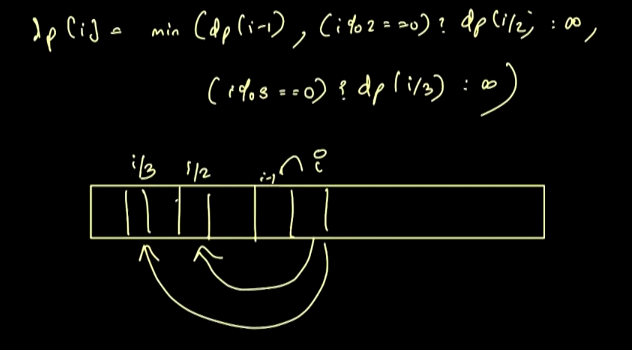 dp[i] = min (dp(i-1), (i%2==0)? dp(i/2) : ∞,
(i%3==0) ? dp(i/3) : ∞)
i/3 i/2 i-1 i